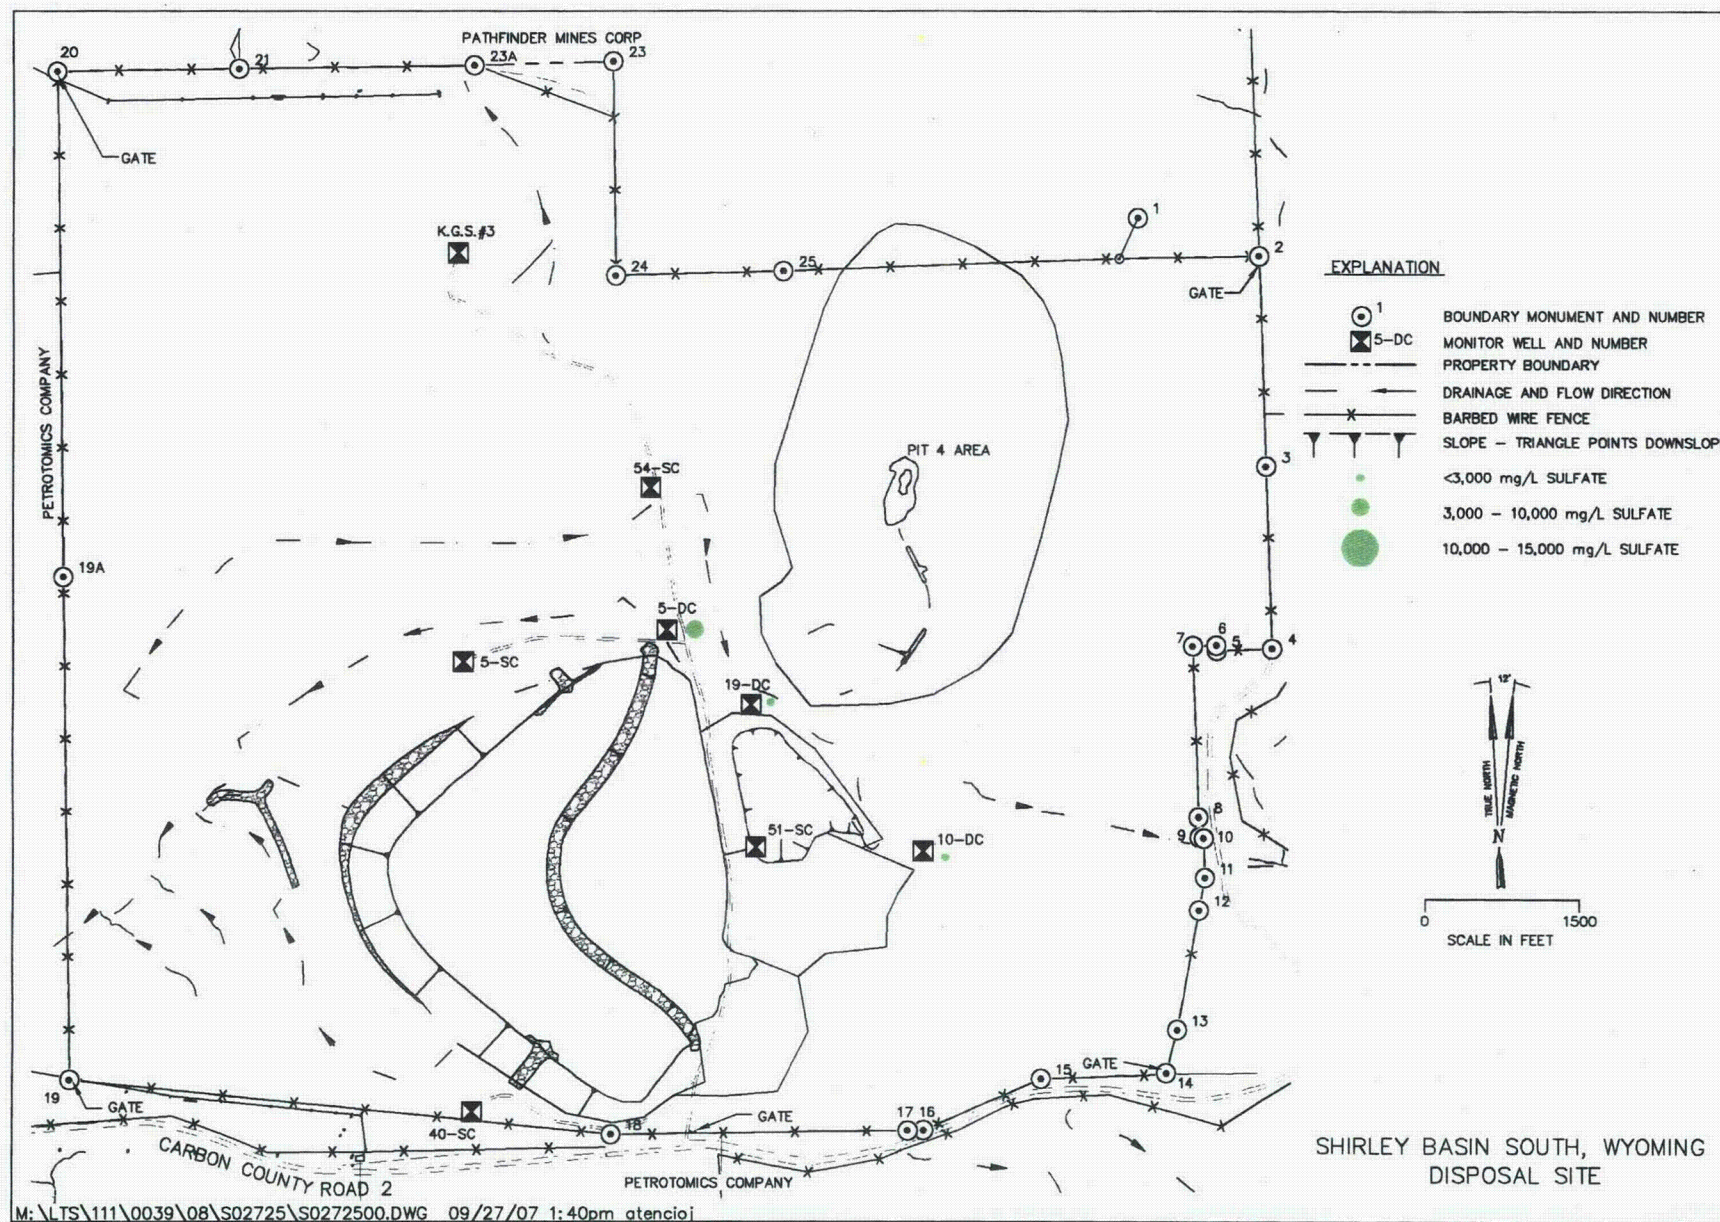 PATHFINDER MINES CORP
20
21
23A
23
GATE
1
K.G.S.#3
24
25
2
GATE
PETROTOMICS COMPANY
54-SC
PIT 4 AREA
3
19A
5-DC
5-SC
7
6
5
4
19-DC
8
9
10
51-SC
10-DC
11
12
13
GATE
14
15
19
GATE
40-SC
18
GATE
17
16
CARBON COUNTY ROAD 2
PETROTOMICS COMPANY
EXPLANATION
1
BOUNDARY MONUMENT AND NUMBER
5-DC
MONITOR WELL AND NUMBER
PROPERTY BOUNDARY
DRAINAGE AND FLOW DIRECTION
BARBED WIRE FENCE
SLOPE - TRIANGLE POINTS DOWNSLOP
<3,000 mg/L SULFATE
3,000 - 10,000 mg/L SULFATE
10,000 - 15,000 mg/L SULFATE
12°
TRUE NORTH
MAGNETIC NORTH
N
0 1500
SCALE IN FEET
SHIRLEY BASIN SOUTH, WYOMING
DISPOSAL SITE
M:\LTS\111\0039\08\S02725\S0272500.DWG 09/27/07 1:40pm atencioj